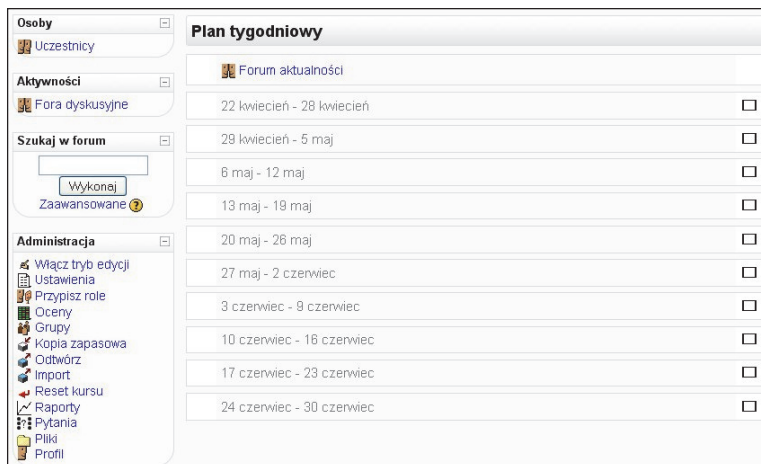 Osoby
Uczestnicy
Aktywności
Fora dyskusyjne
Szukaj w forum
Wykonaj
Zaawansowane
Administracja
Włącz tryb edycji
Ustawienia
Przypisz role
Oceny
Grupy
Kopia zapasowa
Odtwórz
Import
Reset kursu
Raporty
Pytania
Pliki
Profil
Plan tygodniowy
Forum aktualności
22 kwiecień - 28 kwiecień
29 kwiecień - 5 maj
6 maj - 12 maj
13 maj - 19 maj
20 maj - 26 maj
27 maj - 2 czerwiec
3 czerwiec - 9 czerwiec
10 czerwiec - 16 czerwiec
17 czerwiec - 23 czerwiec
24 czerwiec - 30 czerwiec